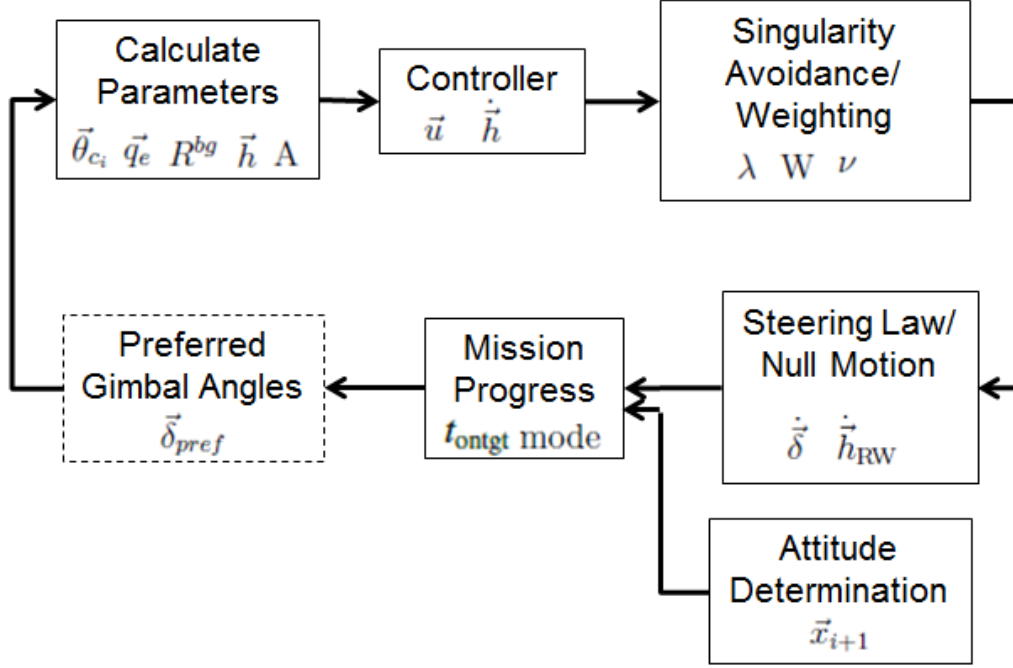 Calculate
Parameters
θ⃗_{c_i} q⃗_e R^{bg} h⃗ A
Controller
u⃗ ḣ⃗
Singularity
Avoidance/
Weighting
λ W ν
Steering Law/
Null Motion
δ̇⃗ ḣ⃗_{RW}
Attitude
Determination
x⃗_{i+1}
Mission
Progress
t_{ontgt} mode
Preferred
Gimbal Angles
δ⃗_{pref}